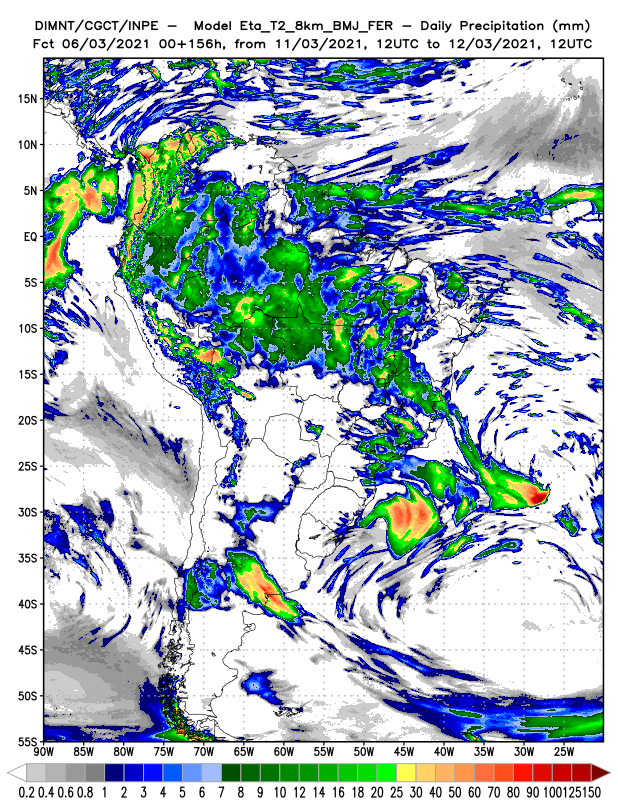 DIMNT/CGCT/INPE –   Model Eta_T2_8km_BMJ_FER – Daily Precipitation (mm)
Fct 06/03/2021 00+156h, from 11/03/2021, 12UTC to 12/03/2021, 12UTC
15N
10N
5N
EQ
5S
10S
15S
20S
25S
30S
35S
40S
45S
50S
55S
90W 85W 80W 75W 70W 65W 60W 55W 50W 45W 40W 35W 30W 25W
0.2 0.4 0.6 0.8 1 2 3 4 5 6 7 8 9 10 12 14 16 18 20 25 30 40 50 60 70 80 90 100 125 150